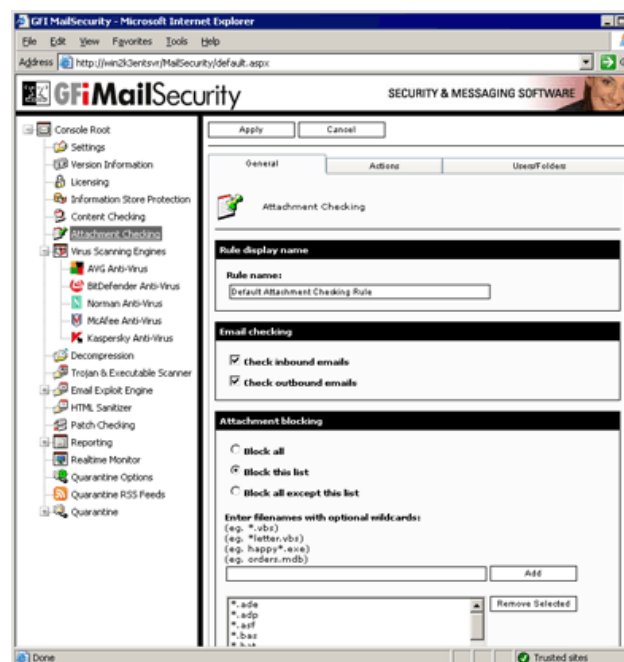 GFI MailSecurity - Microsoft Internet Explorer
File Edit View Favorites Tools Help
Address http://win2k3entsvr/MailSecurity/default.aspx
GFiMailSecurity
SECURITY & MESSAGING SOFTWARE
Console Root
Settings
Version Information
Licensing
Information Store Protection
Content Checking
Attachment Checking
Virus Scanning Engines
AVG Anti-Virus
BitDefender Anti-Virus
Norman Anti-Virus
McAfee Anti-Virus
Kaspersky Anti-Virus
Decompression
Trojan & Executable Scanner
Email Exploit Engine
HTML Sanitizer
Patch Checking
Reporting
Realtime Monitor
Quarantine Options
Quarantine RSS Feeds
Quarantine
Apply Cancel
General Actions Users/Folders
Attachment Checking
Rule display name
Rule name:
Default Attachment Checking Rule
Email checking
Check inbound emails
Check outbound emails
Attachment blocking
Block all
Block this list
Block all except this list
Enter filenames with optional wildcards:
(eg. *.vbs)
(eg. *letter.vbs)
(eg. happy*.exe)
(eg. orders.mdb)
Add
*.ade
Remove Selected
*.adp
*.asf
*.bas
Done
Trusted sites